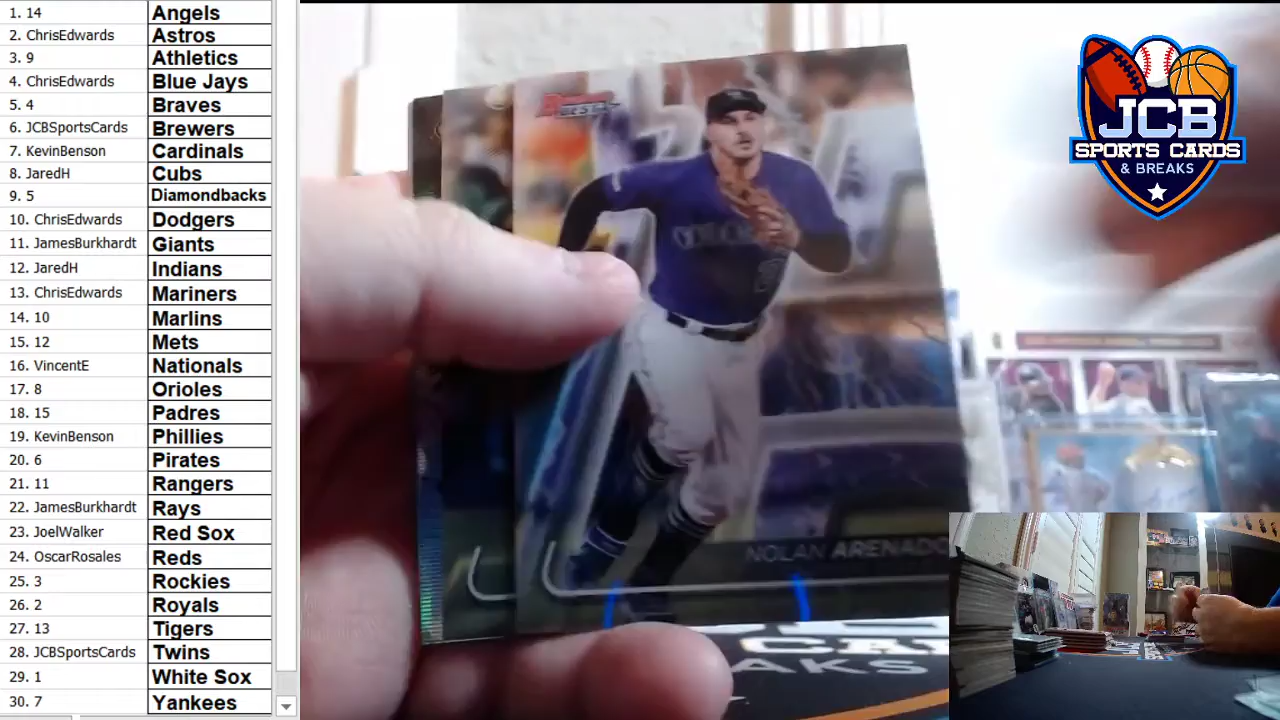 1. 14 Angels
2. ChrisEdwards Astros
3. 9 Athletics
4. ChrisEdwards Blue Jays
5. 4 Braves
6. JCBSportsCards Brewers
7. KevinBenson Cardinals
8. JaredH Cubs
9. 5 Diamondbacks
10. ChrisEdwards Dodgers
11. JamesBurkhardt Giants
12. JaredH Indians
13. ChrisEdwards Mariners
14. 10 Marlins
15. 12 Mets
16. VincentE Nationals
17. 8 Orioles
18. 15 Padres
19. KevinBenson Phillies
20. 6 Pirates
21. 11 Rangers
22. JamesBurkhardt Rays
23. JoelWalker Red Sox
24. OscarRosales Reds
25. 3 Rockies
26. 2 Royals
27. 13 Tigers
28. JCBSportsCards Twins
29. 1 White Sox
30. 7 Yankees
JCB
SPORTS CARDS
& BREAKS
NOLAN ARENADO